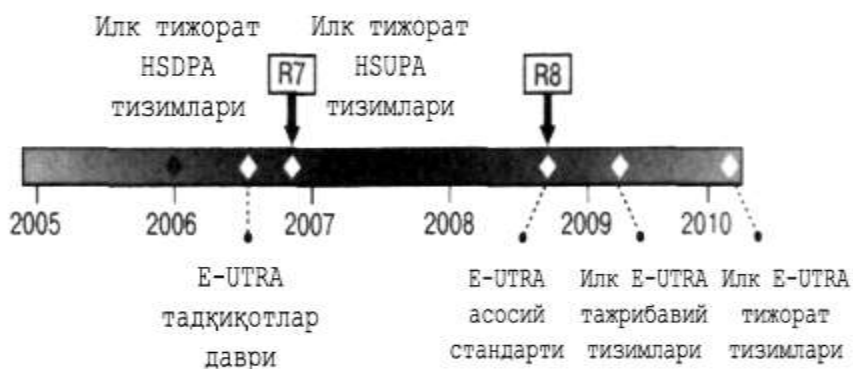 Илк тижорат
HSDPA
тизимлари
R7
Илк тижорат
HSUPA
тизимлари
R8
2005
2006
2007
2008
2009
2010
E-UTRA
тадқиқотлар
даври
E-UTRA
асосий
стандарти
Илк E-UTRA
тажрибавий
тизимлари
Илк E-UTRA
тижорат
тизимлари